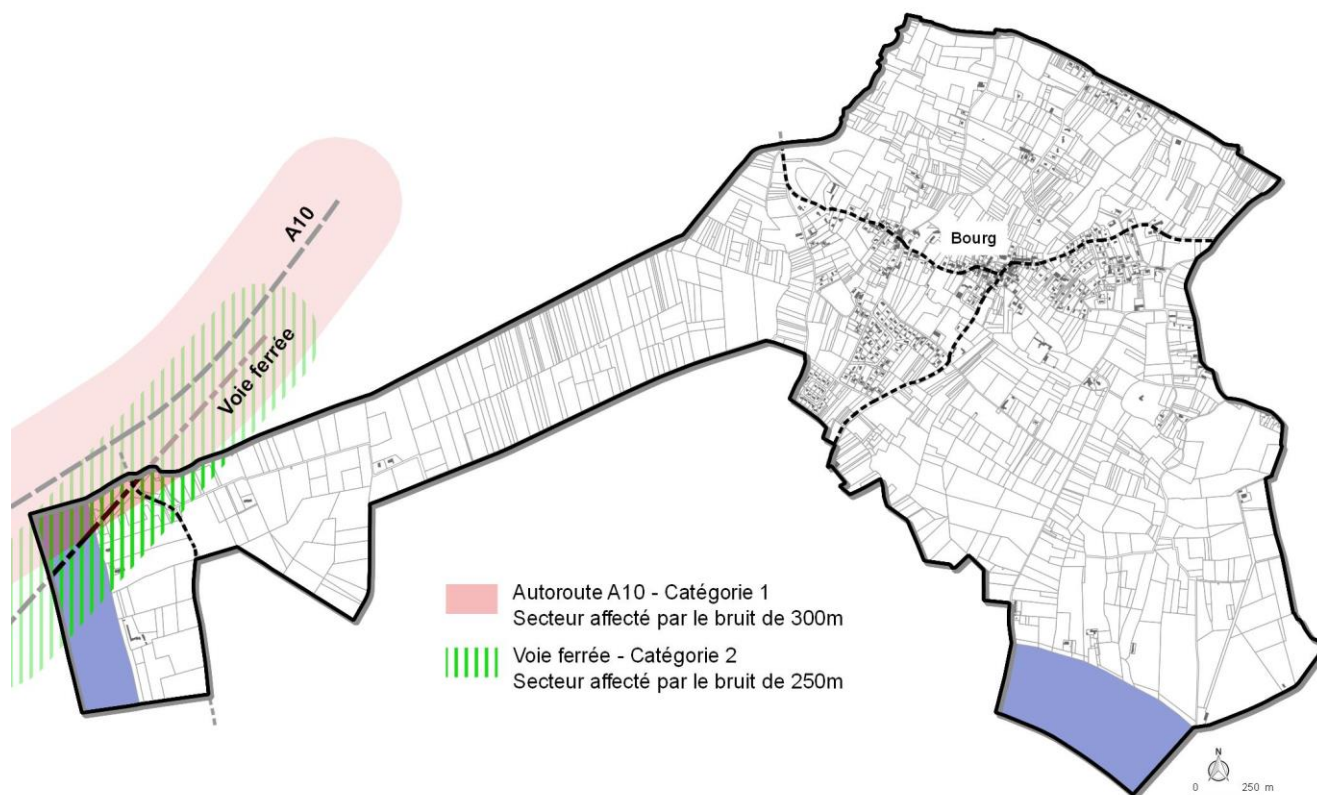 A10
Voie ferrée
Bourg
Autoroute A10 - Catégorie 1
Secteur affecté par le bruit de 300m
Voie ferrée - Catégorie 2
Secteur affecté par le bruit de 250m
N
0 250 m